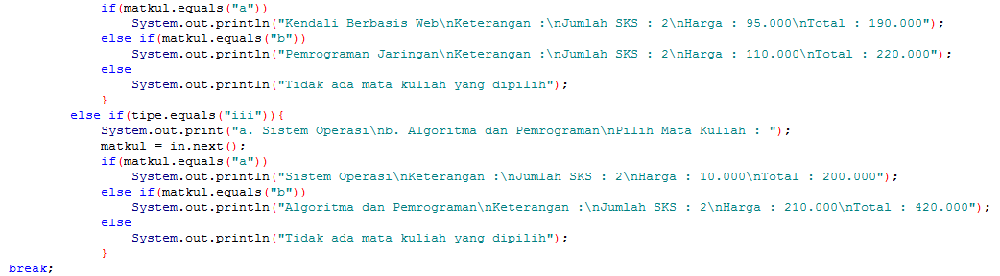 if(matkul.equals("a"))
System.out.println("Kendali Berbasis Web\nKeterangan :\nJumlah SKS : 2\nHarga : 95.000\nTotal : 190.000");
else if(matkul.equals("b"))
System.out.println("Pemrograman Jaringan\nKeterangan :\nJumlah SKS : 2\nHarga : 110.000\nTotal : 220.000");
else
System.out.println("Tidak ada mata kuliah yang dipilih");
}
else if(tipe.equals("iii")){
System.out.print("a. Sistem Operasi\nb. Algoritma dan Pemrograman\nPilih Mata Kuliah : ");
matkul = in.next();
if(matkul.equals("a"))
System.out.println("Sistem Operasi\nKeterangan :\nJumlah SKS : 2\nHarga : 10.000\nTotal : 200.000");
else if(matkul.equals("b"))
System.out.println("Algoritma dan Pemrograman\nKeterangan :\nJumlah SKS : 2\nHarga : 210.000\nTotal : 420.000");
else
System.out.println("Tidak ada mata kuliah yang dipilih");
}
break;